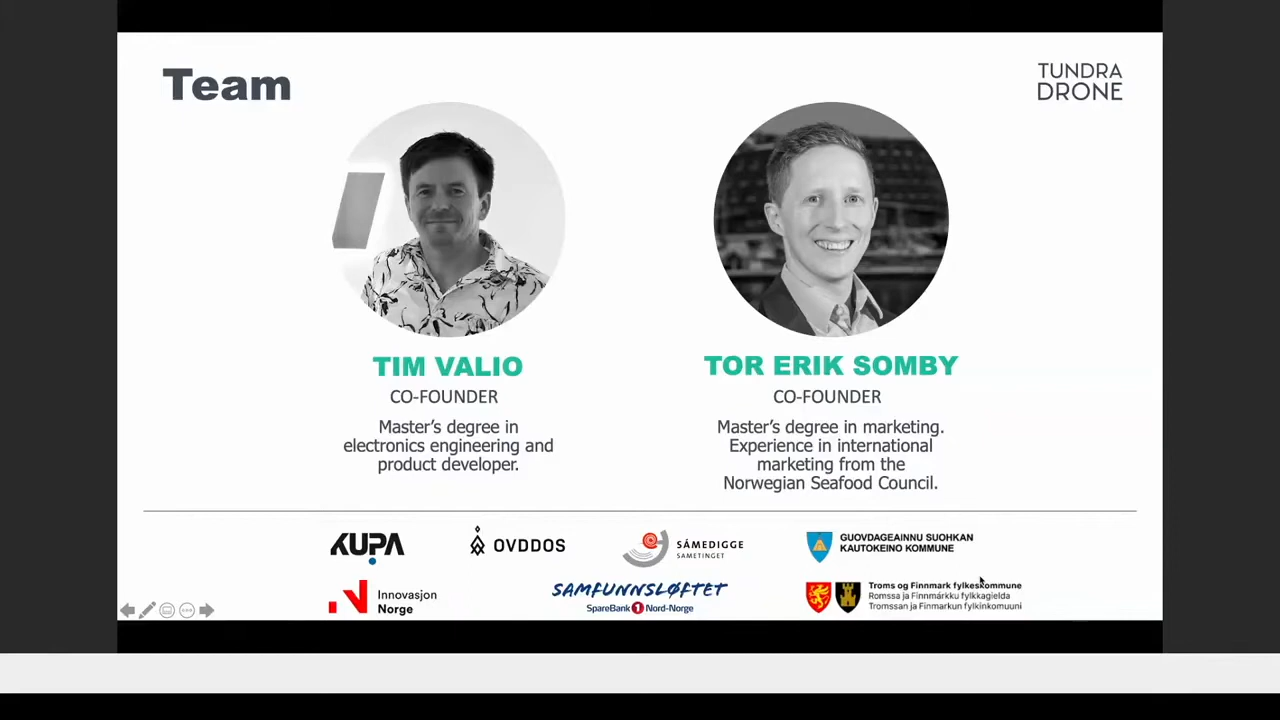 Team
TUNDRA
DRONE
TIM VALIO
CO-FOUNDER
Master's degree in
electronics engineering and
product developer.
TOR ERIK SOMBY
CO-FOUNDER
Master's degree in marketing.
Experience in international
marketing from the
Norwegian Seafood Council.
KUPA
OVDDOS
SÁMEDIGGE
SAMETINGET
GUOVDAGEAINNU SUOHKAN
KAUTOKEINO KOMMUNE
Innovasjon
Norge
SAMFUNNSLØFTET
SpareBank 1 Nord-Norge
Troms og Finnmark fylkeskommune
Romssa ja Finnmárkku fylkkagielda
Tromssan ja Finmarkun fylkinkomuuni